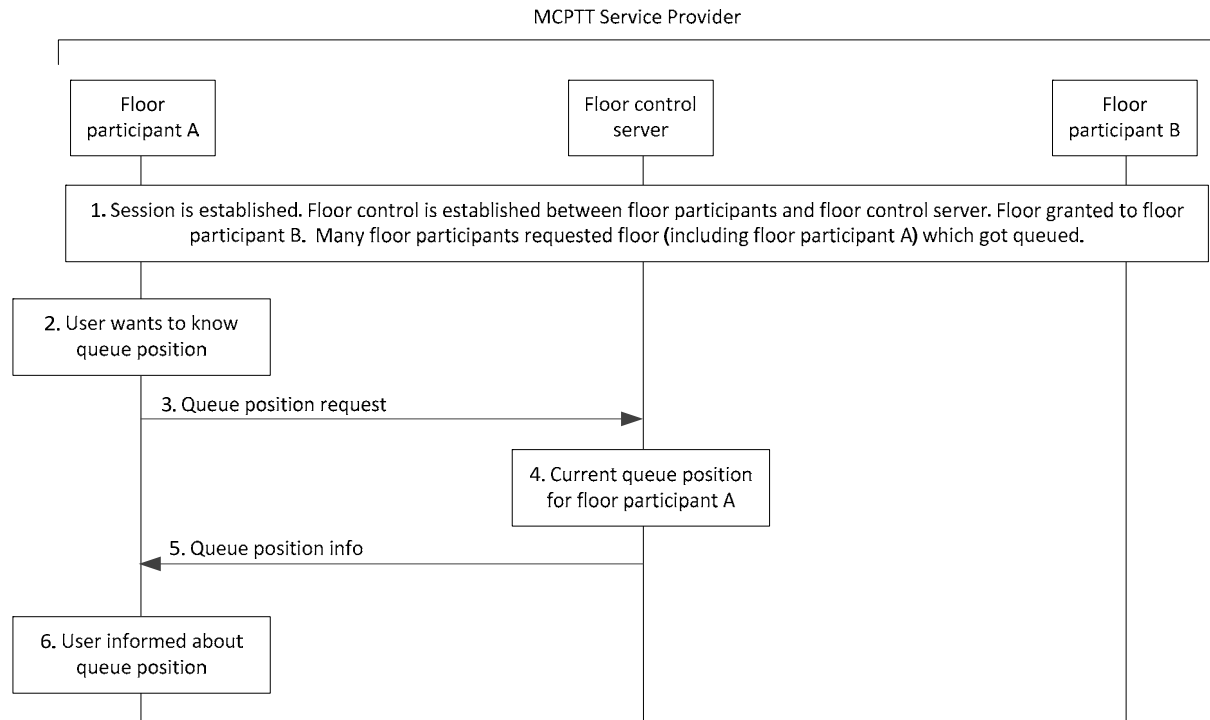 MCPTT Service Provider
Floor
participant A
Floor control
server
Floor
participant B
1. Session is established. Floor control is established between floor participants and floor control server. Floor granted to floor
participant B.  Many floor participants requested floor (including floor participant A) which got queued.
2. User wants to know
queue position
3. Queue position request
4. Current queue position
for floor participant A
5. Queue position info
6. User informed about
queue position